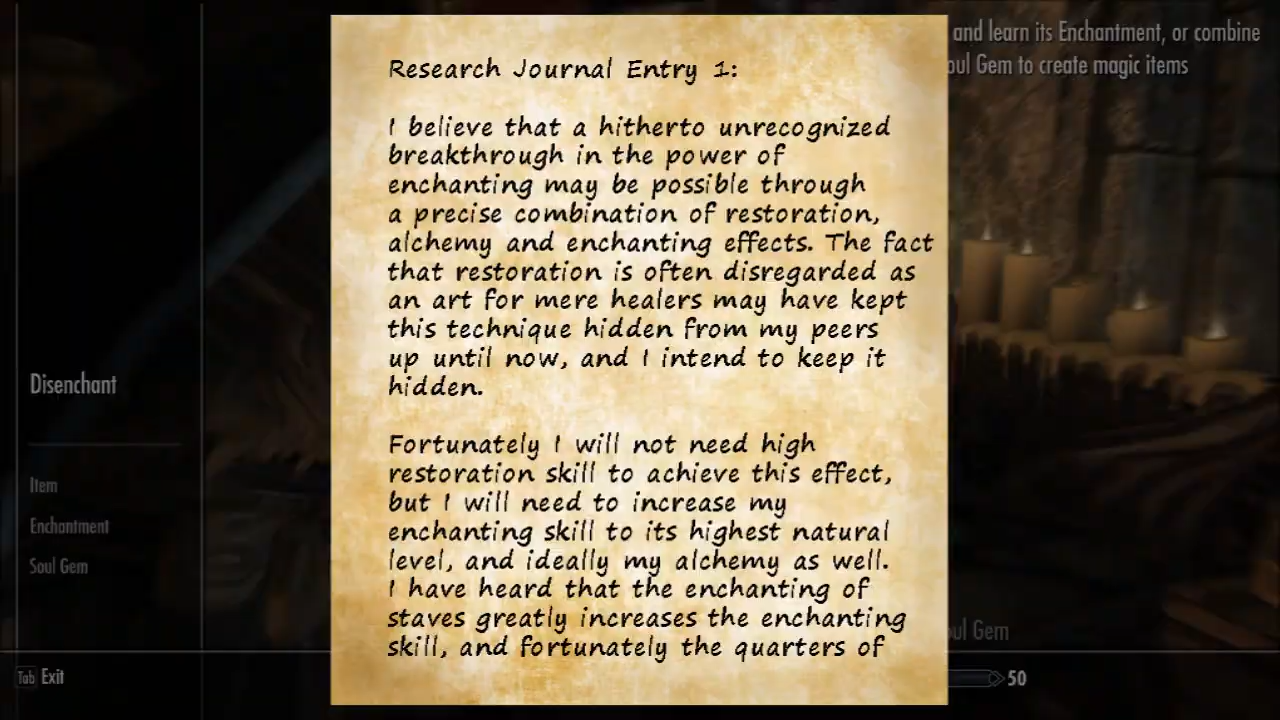 and learn its Enchantment, or combine
oul Gem to create magic items
Research Journal Entry 1:
I believe that a hitherto unrecognized
breakthrough in the power of
enchanting may be possible through
a precise combination of restoration,
alchemy and enchanting effects. The fact
that restoration is often disregarded as
an art for mere healers may have kept
this technique hidden from my peers
up until now, and I intend to keep it
hidden.
Fortunately I will not need high
restoration skill to achieve this effect,
but I will need to increase my
enchanting skill to its highest natural
level, and ideally my alchemy as well.
I have heard that the enchanting of
staves greatly increases the enchanting
skill, and fortunately the quarters of
Disenchant
Item
Enchantment
Soul Gem
oul Gem
Tab Exit
50